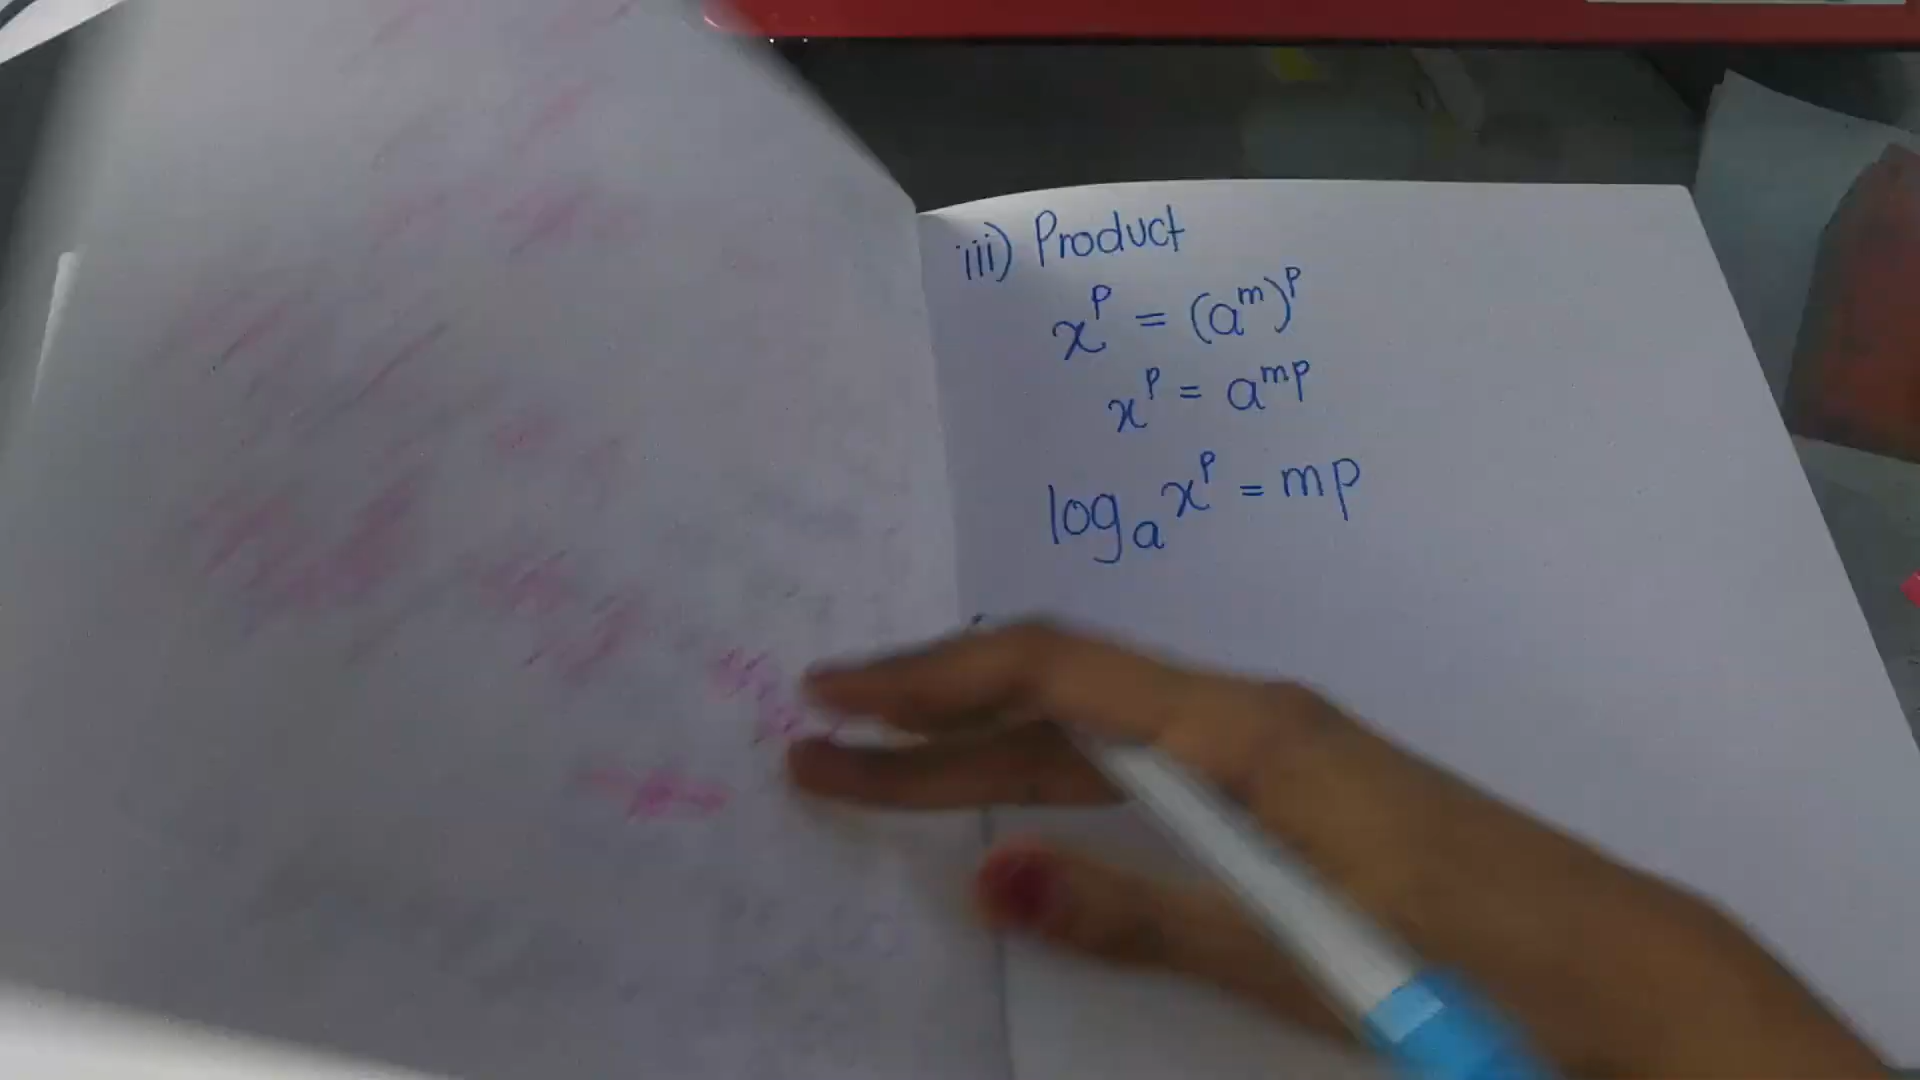 iii) Product
x^p = (a^m)^p
x^p = a^mp
log_a x^p = mp